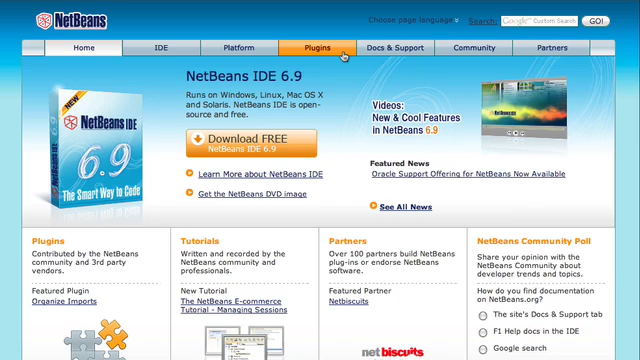 NetBeans
Choose page language
Search:
Google™ Custom Search
GO!
Home
IDE
Platform
Plugins
Docs & Support
Community
Partners
NEW
NetBeans IDE
6.9
The Smart Way to Code
NetBeans IDE 6.9
Runs on Windows, Linux, Mac OS X
and Solaris. NetBeans IDE is open-
source and free.
Download FREE
NetBeans IDE 6.9
Learn More about NetBeans IDE
Get the NetBeans DVD image
Videos:
New & Cool Features
in NetBeans 6.9
Featured News
Oracle Support Offering for NetBeans Now Available
See All News
Plugins
Contributed by the NetBeans
community and 3rd party
vendors.
Featured Plugin
Organize Imports
Tutorials
Written and recorded by the
NetBeans community and
professionals.
New Tutorial
The NetBeans E-commerce
Tutorial - Managing Sessions
Partners
Over 100 partners build NetBeans
plug-ins or endorse NetBeans
software.
Featured Partner
Netbiscuits
netbiscuits
NetBeans Community Poll
Share your opinion with the
NetBeans Community about
developer trends and topics.
How do you find documentation
on NetBeans.org?
The site's Docs & Support tab
F1 Help docs in the IDE
Google search